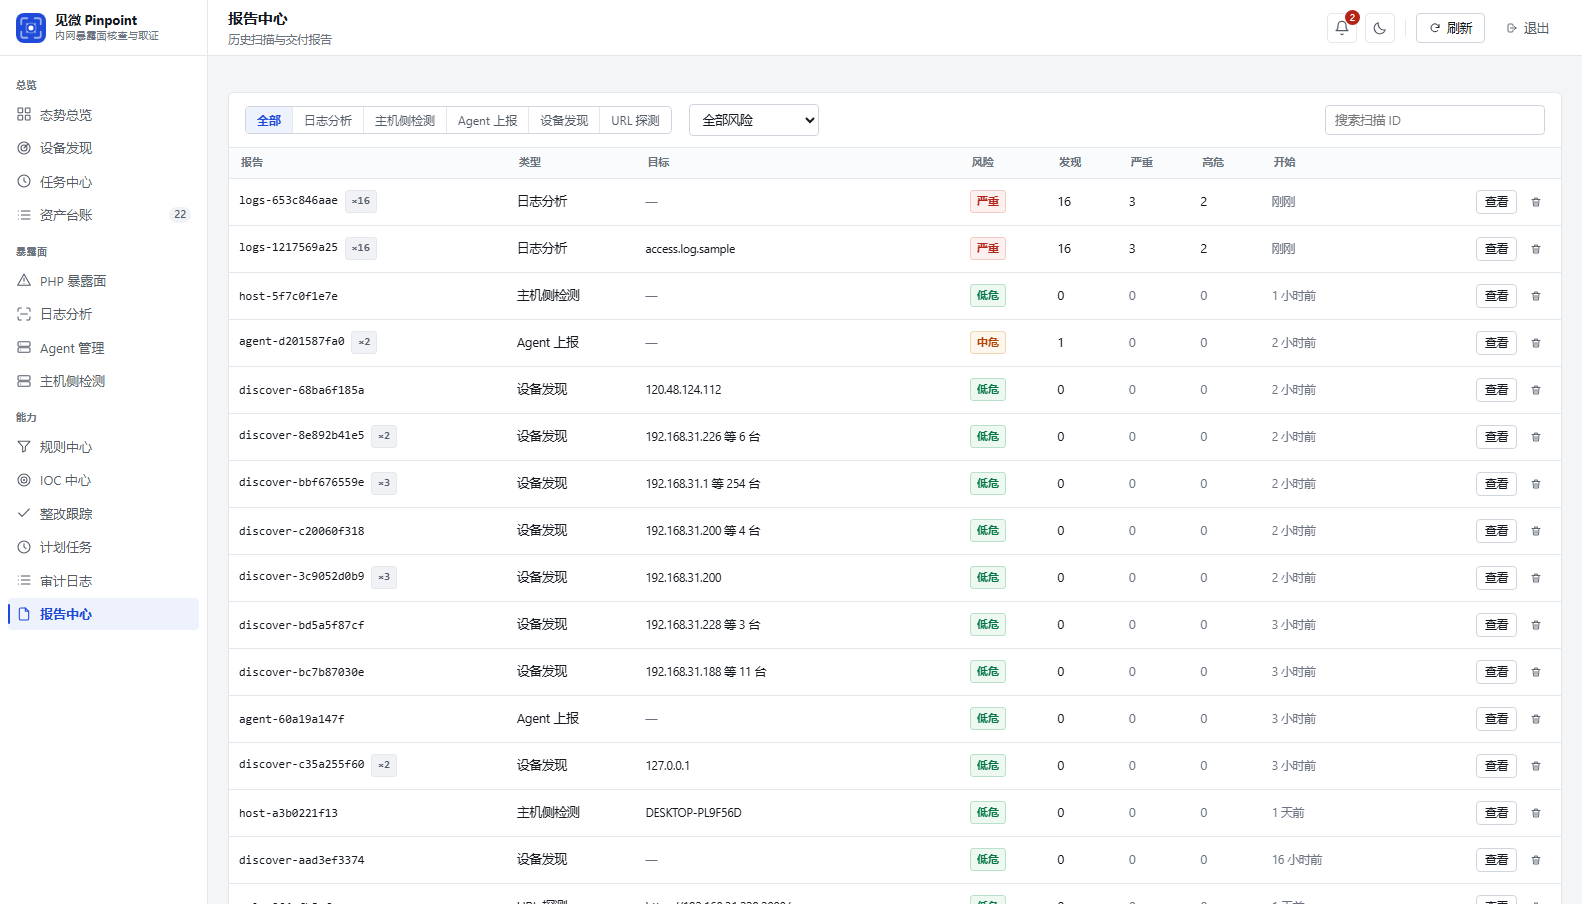 见微 Pinpoint
内网暴露面核查与取证
总览
态势总览
设备发现
任务中心
资产台账 22
暴露面
PHP 暴露面
日志分析
Agent 管理
主机侧检测
能力
规则中心
IOC 中心
整改跟踪
计划任务
审计日志
报告中心
报告中心
历史扫描与交付报告
2
刷新
退出
全部 日志分析 主机侧检测 Agent 上报 设备发现 URL 探测 全部风险 搜索扫描 ID
报告 类型 目标 风险 发现 严重 高危 开始
logs-653c846aae ×16 日志分析 — 严重 16 3 2 刚刚 查看
logs-1217569a25 ×16 日志分析 access.log.sample 严重 16 3 2 刚刚 查看
host-5f7c0f1e7e 主机侧检测 — 低危 0 0 0 1 小时前 查看
agent-d201587fa0 ×2 Agent 上报 — 中危 1 0 0 2 小时前 查看
discover-68ba6f185a 设备发现 120.48.124.112 低危 0 0 0 2 小时前 查看
discover-8e892b41e5 ×2 设备发现 192.168.31.226 等 6 台 低危 0 0 0 2 小时前 查看
discover-bbf676559e ×3 设备发现 192.168.31.1 等 254 台 低危 0 0 0 2 小时前 查看
discover-c20060f318 设备发现 192.168.31.200 等 4 台 低危 0 0 0 2 小时前 查看
discover-3c9052d0b9 ×3 设备发现 192.168.31.200 低危 0 0 0 2 小时前 查看
discover-bd5a5f87cf 设备发现 192.168.31.228 等 3 台 低危 0 0 0 3 小时前 查看
discover-bc7b87030e 设备发现 192.168.31.188 等 11 台 低危 0 0 0 3 小时前 查看
agent-60a19a147f Agent 上报 — 低危 0 0 0 3 小时前 查看
discover-c35a255f60 ×2 设备发现 127.0.0.1 低危 0 0 0 3 小时前 查看
host-a3b0221f13 主机侧检测 DESKTOP-PL9F56D 低危 0 0 0 1 天前 查看
discover-aad3ef3374 设备发现 — 低危 0 0 0 16 小时前 查看